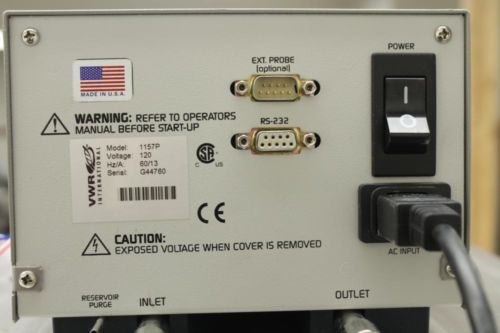 EXT. PROBE
(optional)
POWER
MADE IN U.S.A.
WARNING: REFER TO OPERATORS
MANUAL BEFORE START-UP
RS-232
I
O
VWR
INTERNATIONAL
Model: 1157P
Voltage: 120
Hz/A: 60/13
Serial: G44760
C US
CE
CAUTION:
EXPOSED VOLTAGE WHEN COVER IS REMOVED
AC INPUT
RESERVOIR
PURGE
INLET
OUTLET